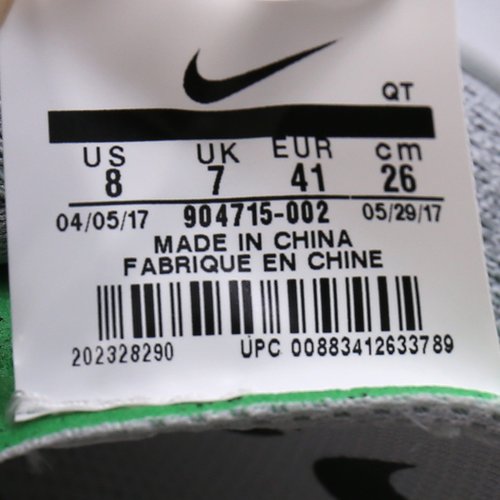 QT
US UK EUR cm
8 7 41 26
04/05/17 904715-002 05/29/17
MADE IN CHINA
FABRIQUE EN CHINE
202328290 UPC 00883412633789